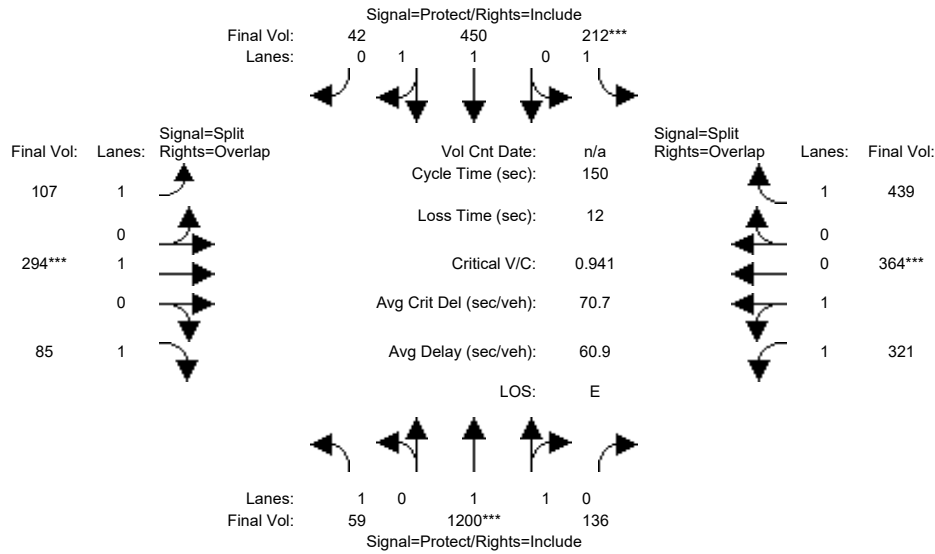 Signal=Protect/Rights=Include
Final Vol: 42 450 212***
Lanes: 0 1 1 0 1
Signal=Split
Rights=Overlap
Signal=Split
Rights=Overlap
Final Vol: Lanes:
Vol Cnt Date: n/a
Lanes: Final Vol:
Cycle Time (sec): 150
107 1
1 439
Loss Time (sec): 12
0
0
294*** 1
Critical V/C: 0.941
0 364***
0
Avg Crit Del (sec/veh): 70.7
1
85 1
Avg Delay (sec/veh): 60.9
1 321
LOS: E
Lanes: 1 0 1 1 0
Final Vol: 59 1200*** 136
Signal=Protect/Rights=Include